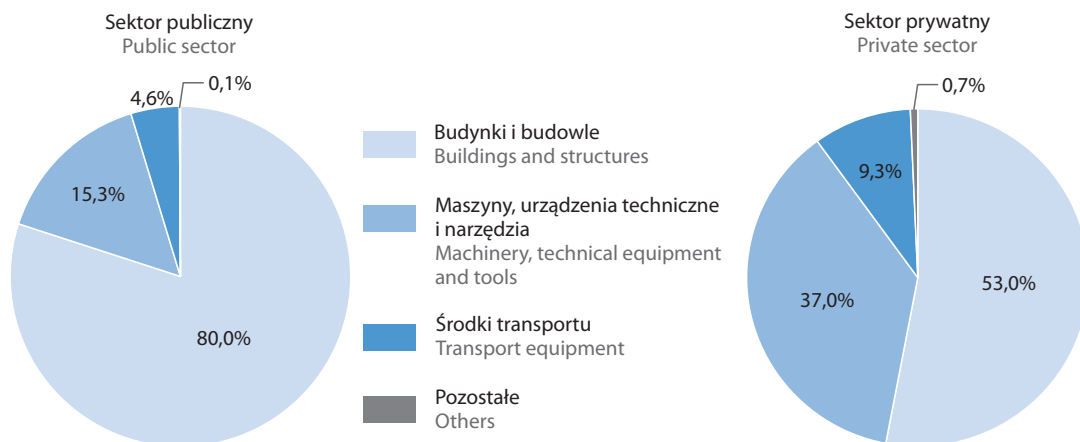 Sektor publiczny
Public sector
0,1%
4,6%
15,3%
80,0%
Budynki i budowle
Buildings and structures
Maszyny, urządzenia techniczne
i narzędzia
Machinery, technical equipment
and tools
Środki transportu
Transport equipment
Pozostałe
Others
Sektor prywatny
Private sector
0,7%
9,3%
37,0%
53,0%